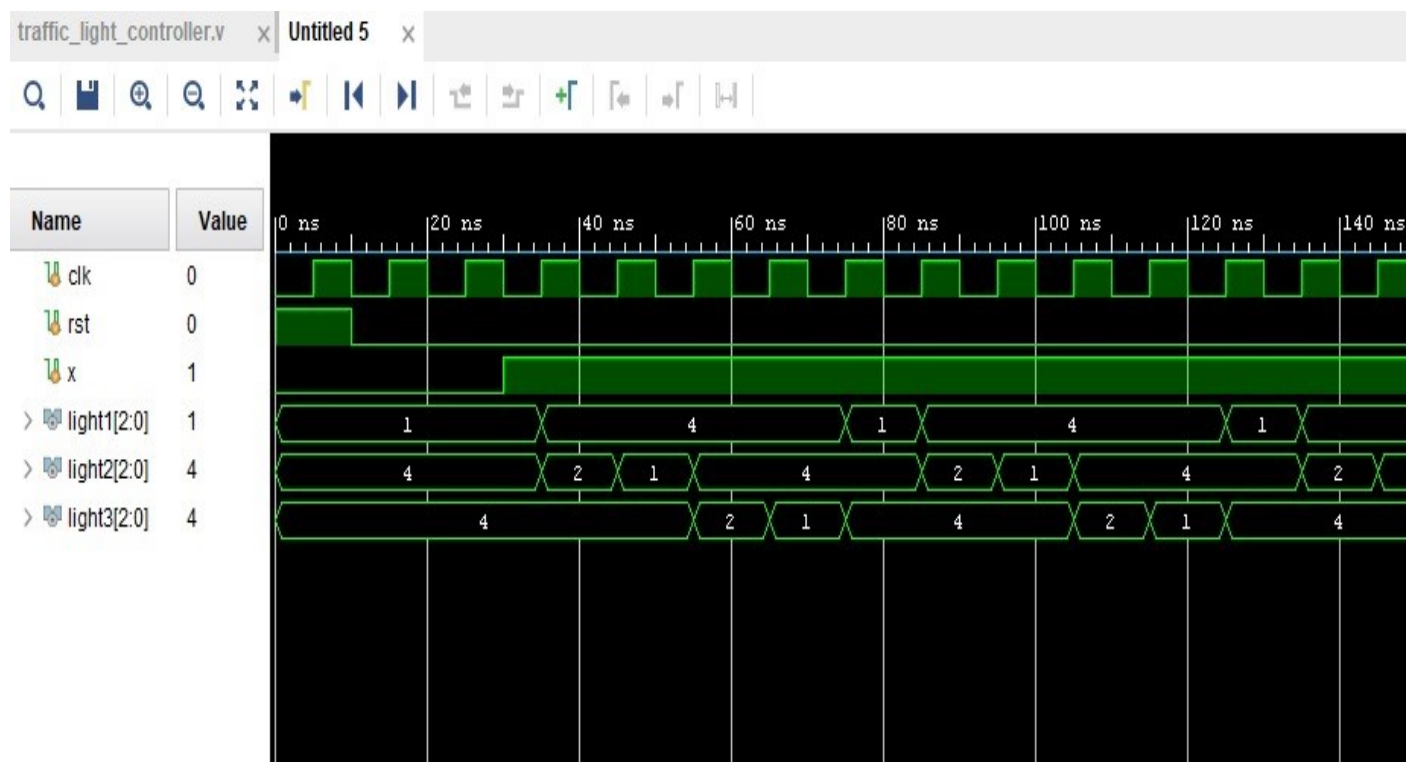 traffic_light_controller.v × Untitled 5 ×
Name Value 0 ns 20 ns 40 ns 60 ns 80 ns 100 ns 120 ns 140 ns
clk 0
rst 0
x 1
light1[2:0] 1 1 4 1 4 1
light2[2:0] 4 4 2 1 4 2 1 4 2
light3[2:0] 4 4 2 1 4 2 1 4